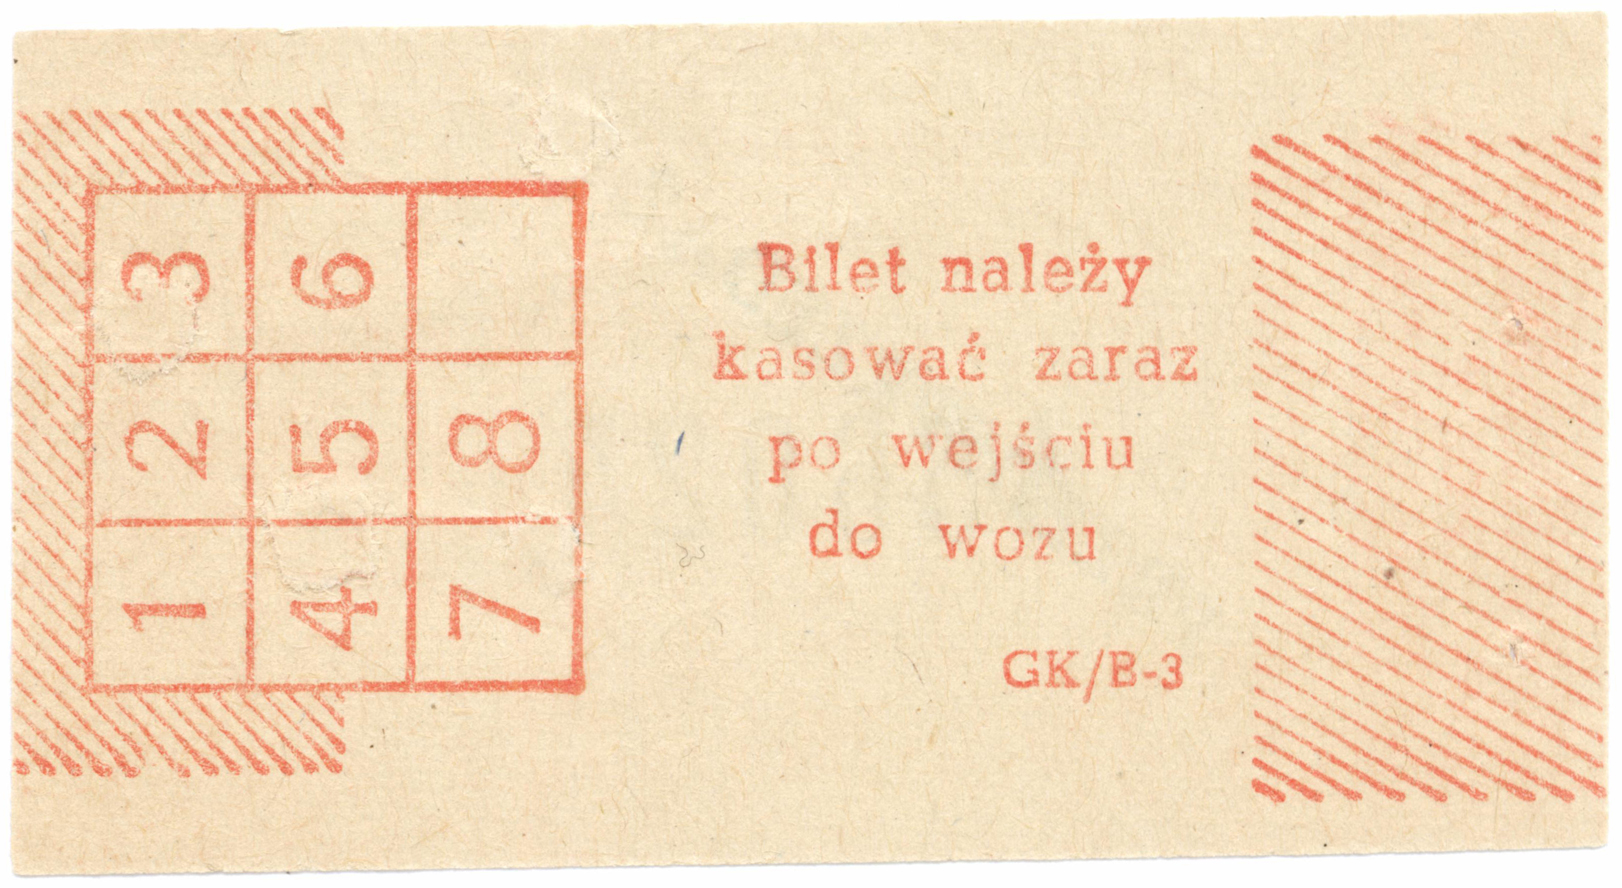 3 6
2 5 8
1 4 7
Bilet należy
kasować zaraz
po wejściu
do wozu
GK/B-3